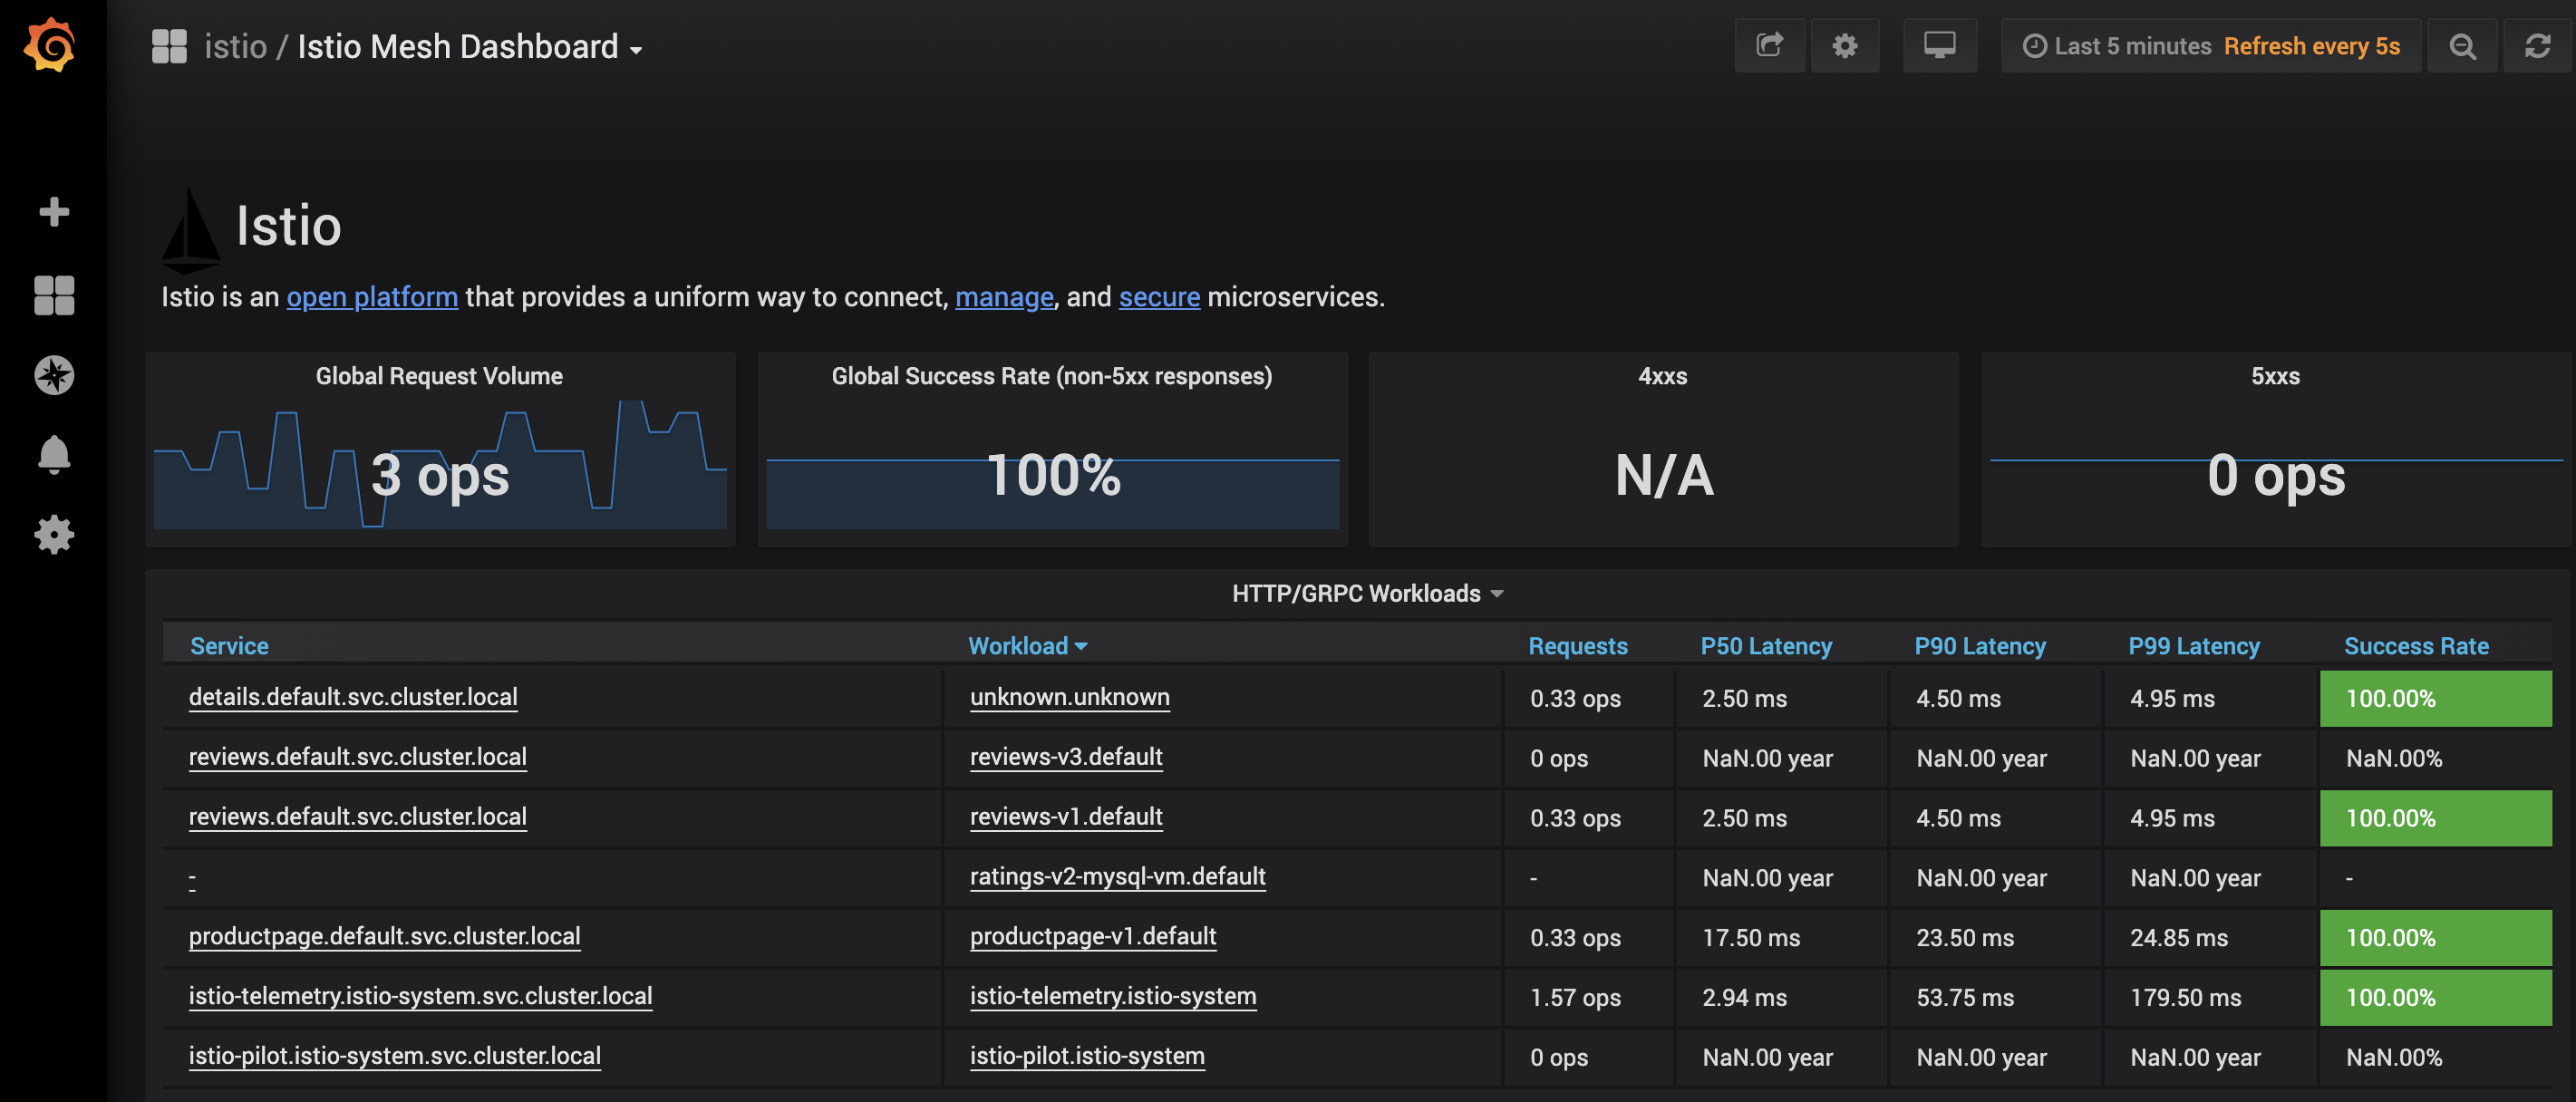 istio / Istio Mesh Dashboard
Last 5 minutes Refresh every 5s
Istio
Istio is an open platform that provides a uniform way to connect, manage, and secure microservices.
Global Request Volume
3 ops
Global Success Rate (non-5xx responses)
100%
4xxs
N/A
5xxs
0 ops
HTTP/GRPC Workloads
Service Workload Requests P50 Latency P90 Latency P99 Latency Success Rate
details.default.svc.cluster.local unknown.unknown 0.33 ops 2.50 ms 4.50 ms 4.95 ms 100.00%
reviews.default.svc.cluster.local reviews-v3.default 0 ops NaN.00 year NaN.00 year NaN.00 year NaN.00%
reviews.default.svc.cluster.local reviews-v1.default 0.33 ops 2.50 ms 4.50 ms 4.95 ms 100.00%
- ratings-v2-mysql-vm.default - NaN.00 year NaN.00 year NaN.00 year -
productpage.default.svc.cluster.local productpage-v1.default 0.33 ops 17.50 ms 23.50 ms 24.85 ms 100.00%
istio-telemetry.istio-system.svc.cluster.local istio-telemetry.istio-system 1.57 ops 2.94 ms 53.75 ms 179.50 ms 100.00%
istio-pilot.istio-system.svc.cluster.local istio-pilot.istio-system 0 ops NaN.00 year NaN.00 year NaN.00 year NaN.00%